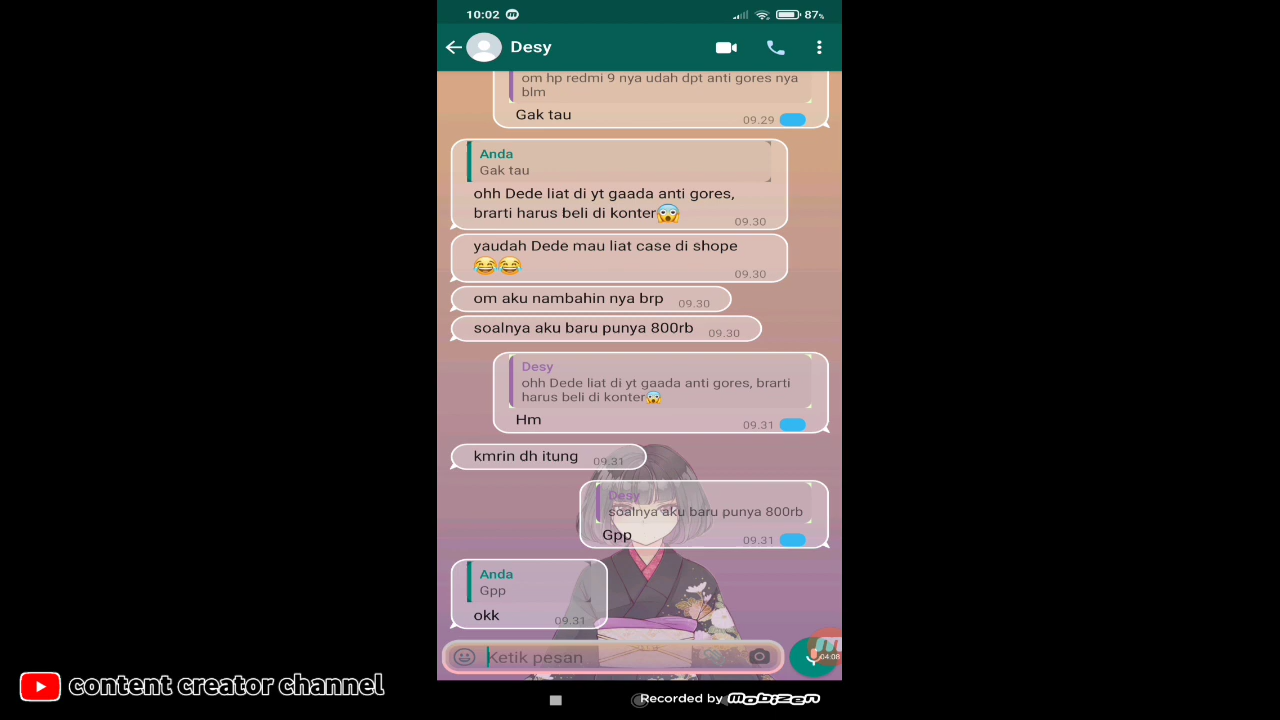 10:02
87%
Desy
om hp redmi 9 nya udah dpt anti gores nya
blm
Gak tau
09.29
Anda
Gak tau
ohh Dede liat di yt gaada anti gores,
brarti harus beli di konter😱
09.30
yaudah Dede mau liat case di shope
😂😂
09.30
om aku nambahin nya brp 09.30
soalnya aku baru punya 800rb 09.30
Desy
ohh Dede liat di yt gaada anti gores, brarti
harus beli di konter😱
Hm
09.31
kmrin dh itung 09.31
Desy
soalnya aku baru punya 800rb
Gpp
09.31
Anda
Gpp
okk
09.31
Ketik pesan
04:08
content creator channel
Recorded by mobizen